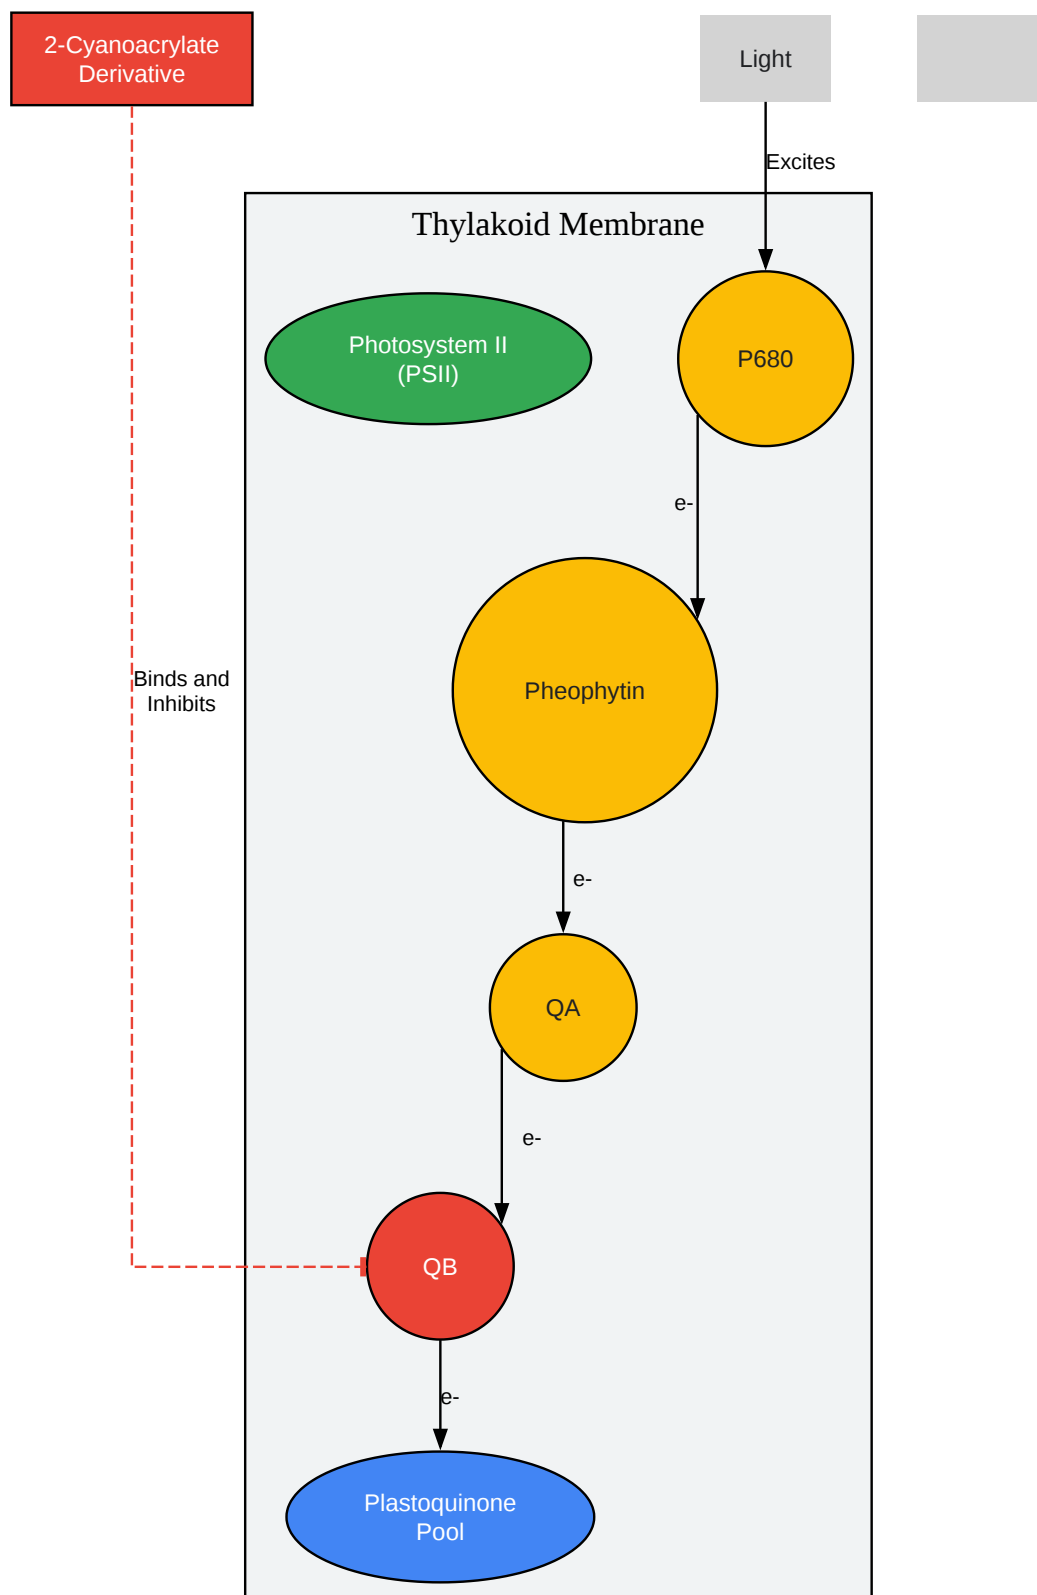 2-Cyanoacrylate
Derivative
Light
Excites
Thylakoid Membrane
Photosystem II
(PSII)
P680
e-
Pheophytin
Binds and
Inhibits
e-
QA
e-
QB
e-
Plastoquinone
Pool